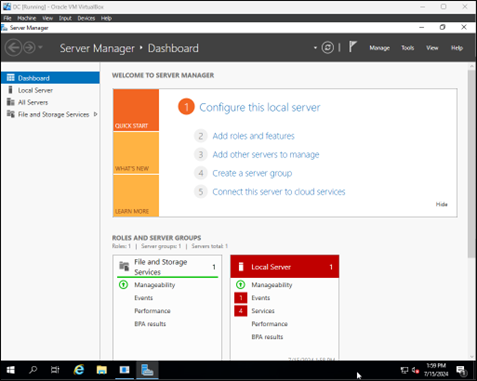 DC [Running] - Oracle VM VirtualBox
File Machine View Input Devices Help
Server Manager
Server Manager • Dashboard
Manage Tools View Help
Dashboard
Local Server
All Servers
File and Storage Services
WELCOME TO SERVER MANAGER
QUICK START
WHAT'S NEW
LEARN MORE
1 Configure this local server
2 Add roles and features
3 Add other servers to manage
4 Create a server group
5 Connect this server to cloud services
Hide
ROLES AND SERVER GROUPS
Roles: 1 | Server groups: 1 | Servers total: 1
File and Storage Services 1
Manageability
Events
Performance
BPA results
Local Server 1
Manageability
1 Events
4 Services
Performance
BPA results
1:59 PM
7/15/2024